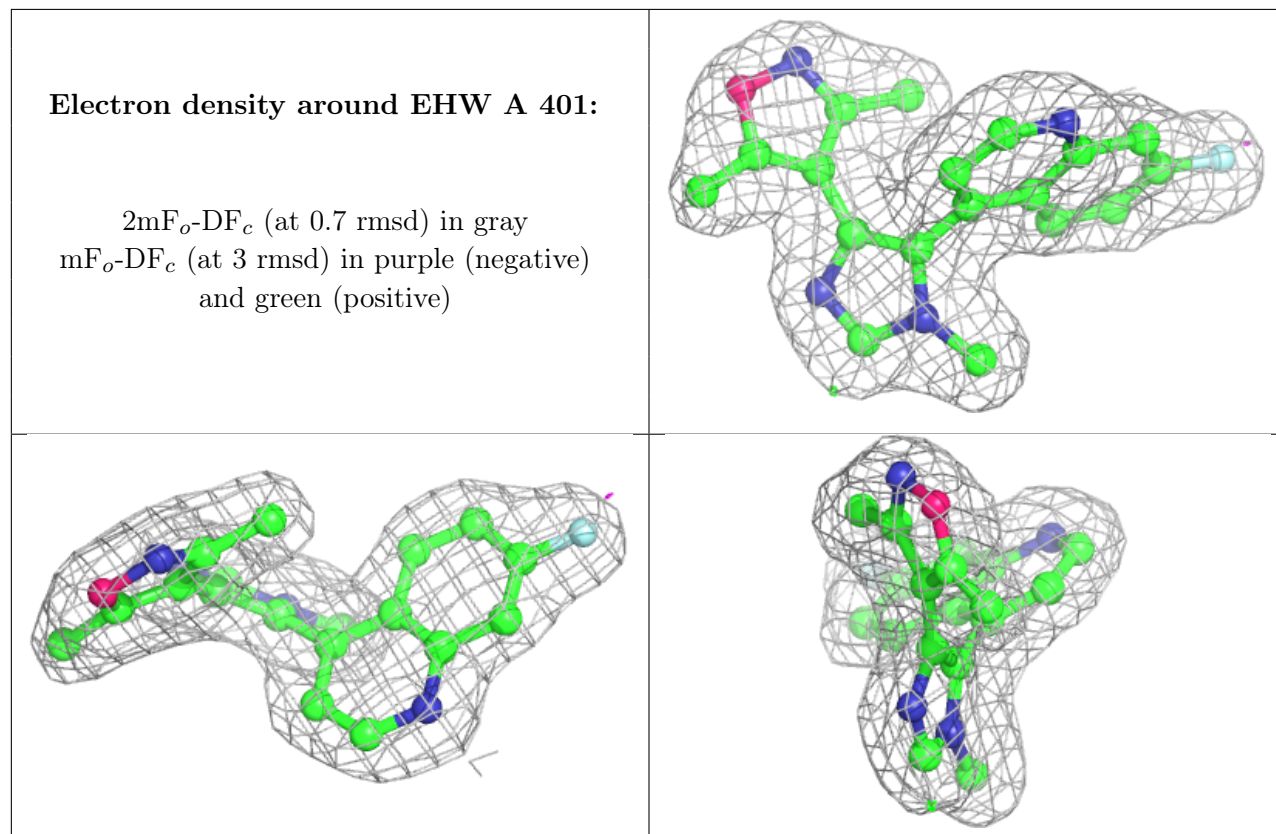 Electron density around EHW A 401:
2mFo-DFc (at 0.7 rmsd) in gray
mFo-DFc (at 3 rmsd) in purple (negative)
and green (positive)